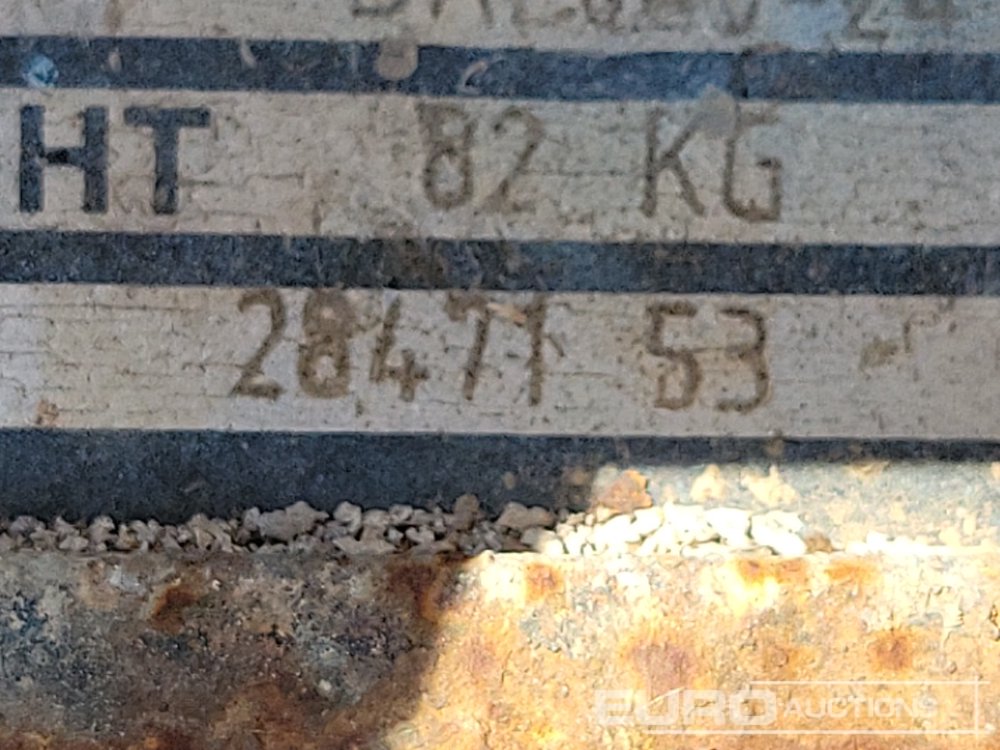 HT 82 KG
28471 53
EURO AUCTIONS